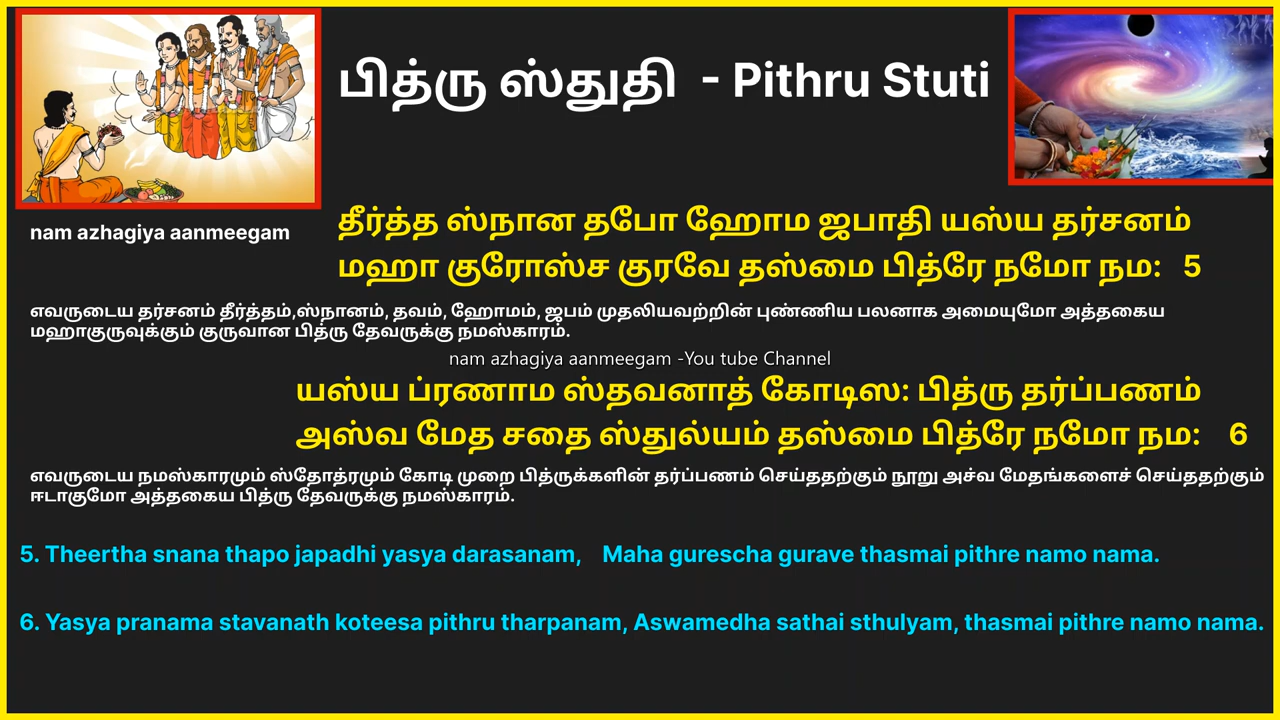 பித்ரு ஸ்துதி - Pithru Stuti
nam azhagiya aanmeegam
தீர்த்த ஸ்நான தபோ ஹோம ஜபாதி யஸ்ய தர்சனம்
மஹா குரோஸ்ச குரவே தஸ்மை பித்ரே நமோ நம: 5
எவருடைய தர்சனம் தீர்த்தம்,ஸ்நானம், தவம், ஹோமம், ஜபம் முதலியவற்றின் புண்ணிய பலனாக அமையுமோ அத்தகைய
மஹாகுருவுக்கும் குருவான பித்ரு தேவருக்கு நமஸ்காரம்.
nam azhagiya aanmeegam -You tube Channel
யஸ்ய ப்ரணாம ஸ்தவனாத் கோடிஸ: பித்ரு தர்ப்பணம்
அஸ்வ மேத சதை ஸ்துல்யம் தஸ்மை பித்ரே நமோ நம: 6
எவருடைய நமஸ்காரமும் ஸ்தோத்ரமும் கோடி முறை பித்ருக்களின் தர்ப்பணம் செய்ததற்கும் நூறு அச்வ மேதங்களைச் செய்ததற்கும்
ஈடாகுமோ அத்தகைய பித்ரு தேவருக்கு நமஸ்காரம்.
5. Theertha snana thapo japadhi yasya darasanam, Maha gurescha gurave thasmai pithre namo nama.
6. Yasya pranama stavanath koteesa pithru tharpanam, Aswamedha sathai sthulyam, thasmai pithre namo nama.